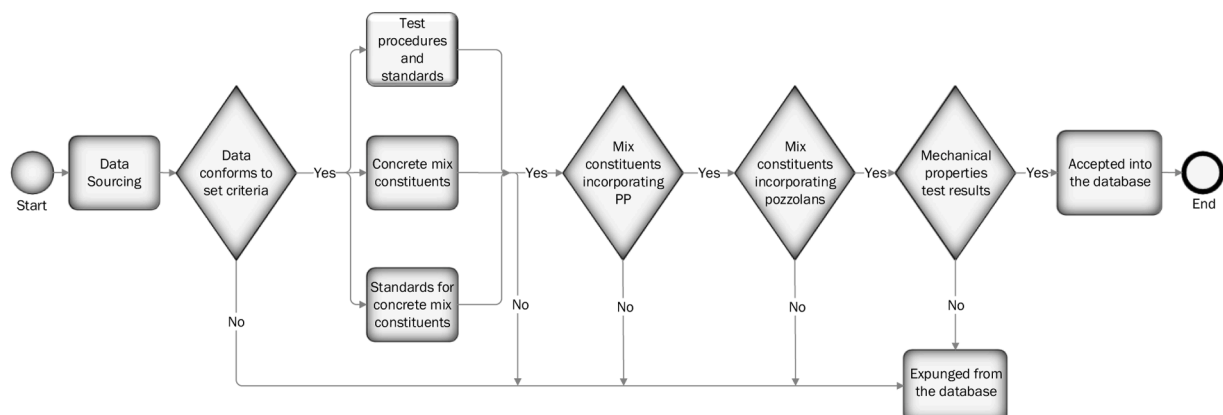 Start
Data
Sourcing
Data
conforms to
set criteria
Yes
No
Test
procedures
and
standards
Concrete mix
constituents
Standards for
concrete mix
constituents
Yes
No
Mix
constituents
incorporating
PP
Yes
No
Mix
constituents
incorporating
pozzolans
Yes
No
Mechanical
properties
test results
Yes
No
Accepted into
the database
End
Expunged from
the database